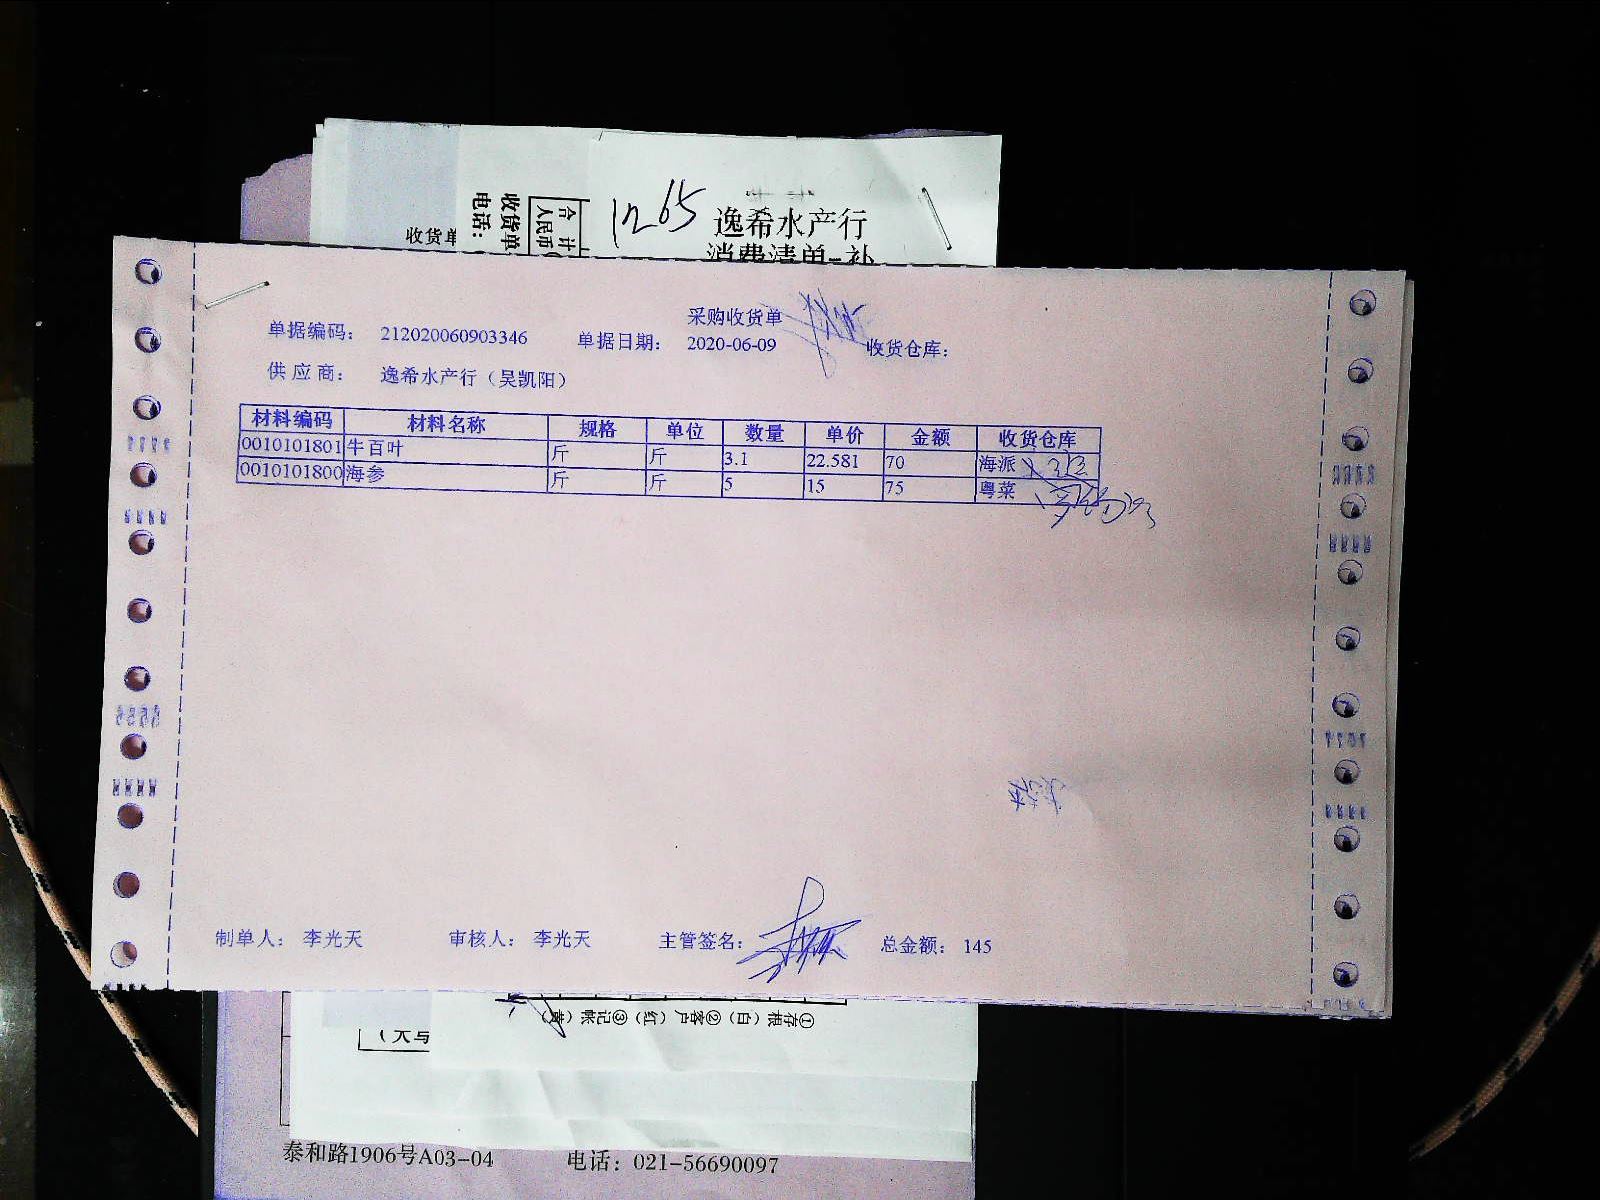 收货单
电话：
收货单
合 计
人民币
1265
逸希水产行
消费清单-补
采购收货单
单据编码： 212020060903346 单据日期： 2020-06-09 收货仓库：
供 应 商： 逸希水产行（吴凯阳）
材料编码 材料名称 规格 单位 数量 单价 金额 收货仓库
0010101801 牛百叶 斤 斤 3.1 22.581 70 海派
0010101800 海参 斤 斤 5 15 75 粤菜
制单人： 李光天 审核人： 李光天 主管签名： 总金额： 145
①存根（白）②客户（红）③记帐（黄）
泰和路1906号A03-04 电话：021-56690097